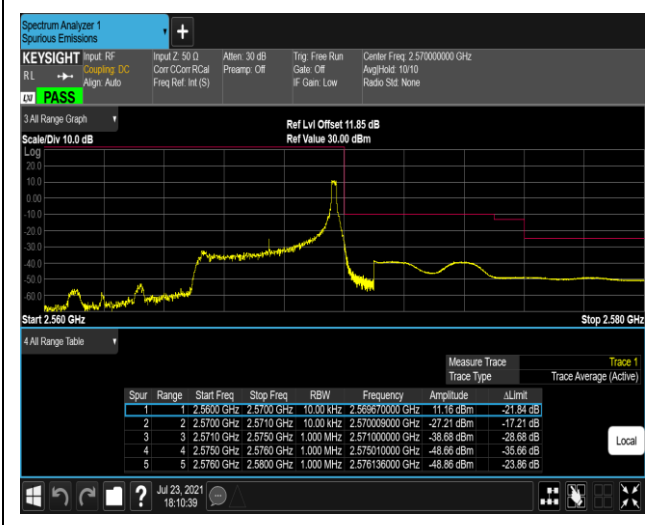 Spectrum Analyzer 1
Spurious Emissions
KEYSIGHT Input: RF Input Z: 50 Ω Atten: 30 dB Trig: Free Run Center Freq: 2.570000000 GHz
RL Coupling: DC Corr CCorr RCal Preamp: Off Gate: Off Avg|Hold: 10/10
Align: Auto Freq Ref: Int (S) IF Gain: Low Radio Std: None
LXI PASS
3 All Range Graph
Ref Lvl Offset 11.85 dB
Scale/Div 10.0 dB Ref Value 30.00 dBm
Log
20.0
10.0
0.00
-10.0
-20.0
-30.0
-40.0
-50.0
-60.0
Start 2.560 GHz Stop 2.580 GHz
4 All Range Table
Measure Trace Trace 1
Trace Type Trace Average (Active)
Spur Range Start Freq Stop Freq RBW Frequency Amplitude ΔLimit
1 1 2.5600 GHz 2.5700 GHz 10.00 kHz 2.569670000 GHz 11.16 dBm -21.84 dB
2 2 2.5700 GHz 2.5710 GHz 10.00 kHz 2.570009000 GHz -27.21 dBm -17.21 dB
3 3 2.5710 GHz 2.5750 GHz 1.000 MHz 2.571000000 GHz -38.68 dBm -28.68 dB
4 4 2.5750 GHz 2.5760 GHz 1.000 MHz 2.575010000 GHz -48.66 dBm -35.66 dB
5 5 2.5760 GHz 2.5800 GHz 1.000 MHz 2.576136000 GHz -48.86 dBm -23.86 dB
Local
Jul 23, 2021
18:10:39